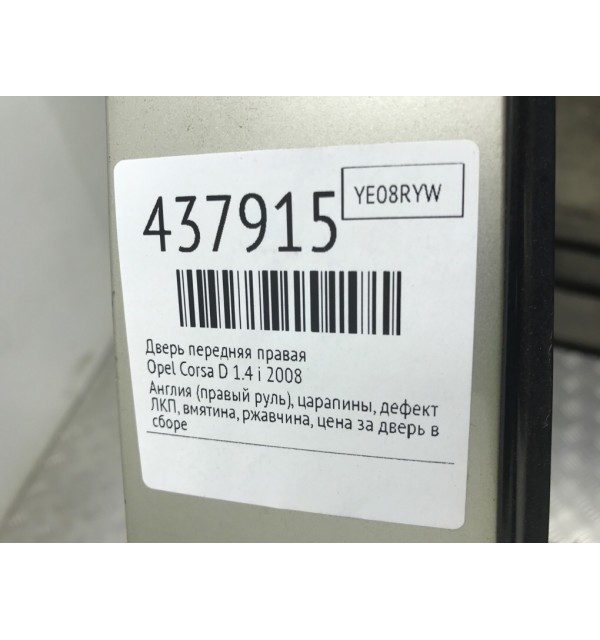 437915
YE08RYW
Дверь передняя правая
Opel Corsa D 1.4 i 2008
Англия (правый руль), царапины, дефект
ЛКП, вмятина, ржавчина, цена за дверь в
сборе